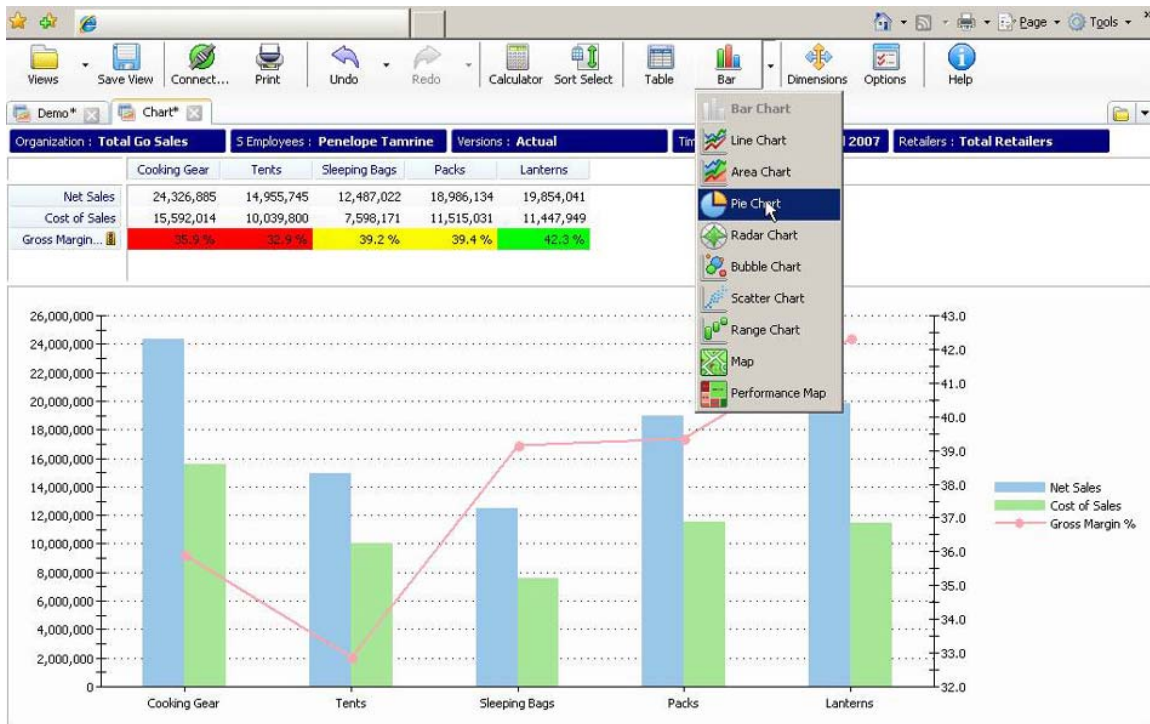 Page Tools
Views Save View Connect... Print Undo Redo Calculator Sort Select Table Bar Dimensions Options Help
Demo* Chart*
Organization : Total Go Sales S Employees : Penelope Tamrine Versions : Actual Tim 2007 Retailers : Total Retailers
Cooking Gear Tents Sleeping Bags Packs Lanterns
Net Sales 24,326,885 14,955,745 12,487,022 18,986,134 19,854,041
Cost of Sales 15,592,014 10,039,800 7,598,171 11,515,031 11,447,949
Gross Margin... 35.9 % 32.9 % 39.2 % 39.4 % 42.3 %
Bar Chart
Line Chart
Area Chart
Pie Chart
Radar Chart
Bubble Chart
Scatter Chart
Range Chart
Map
Performance Map
26,000,000
24,000,000
22,000,000
20,000,000
18,000,000
16,000,000
14,000,000
12,000,000
10,000,000
8,000,000
6,000,000
4,000,000
2,000,000
0
43.0
42.0
41.0
40.0
39.0
38.0
37.0
36.0
35.0
34.0
33.0
32.0
Net Sales
Cost of Sales
Gross Margin %
Cooking Gear Tents Sleeping Bags Packs Lanterns